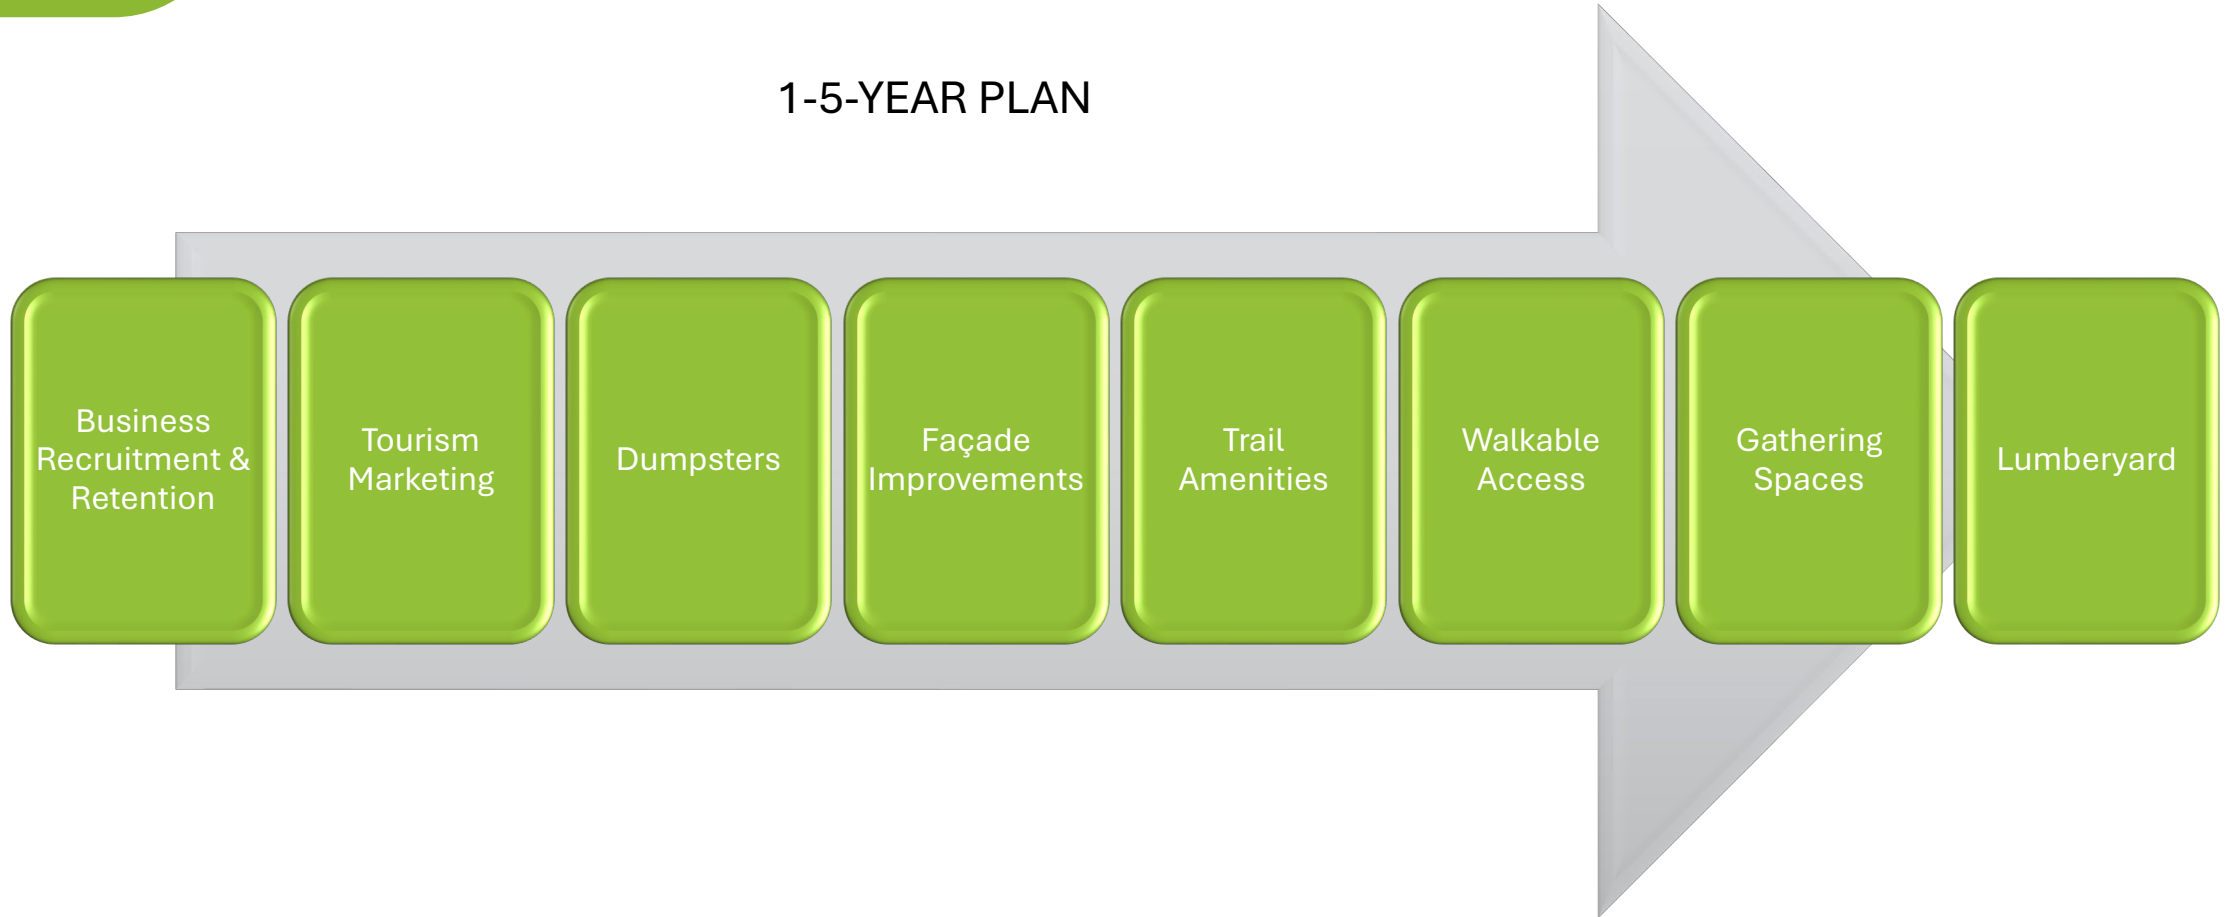 1-5-YEAR PLAN
Business
Recruitment &
Retention
Tourism
Marketing
Dumpsters
Façade
Improvements
Trail
Amenities
Walkable
Access
Gathering
Spaces
Lumberyard